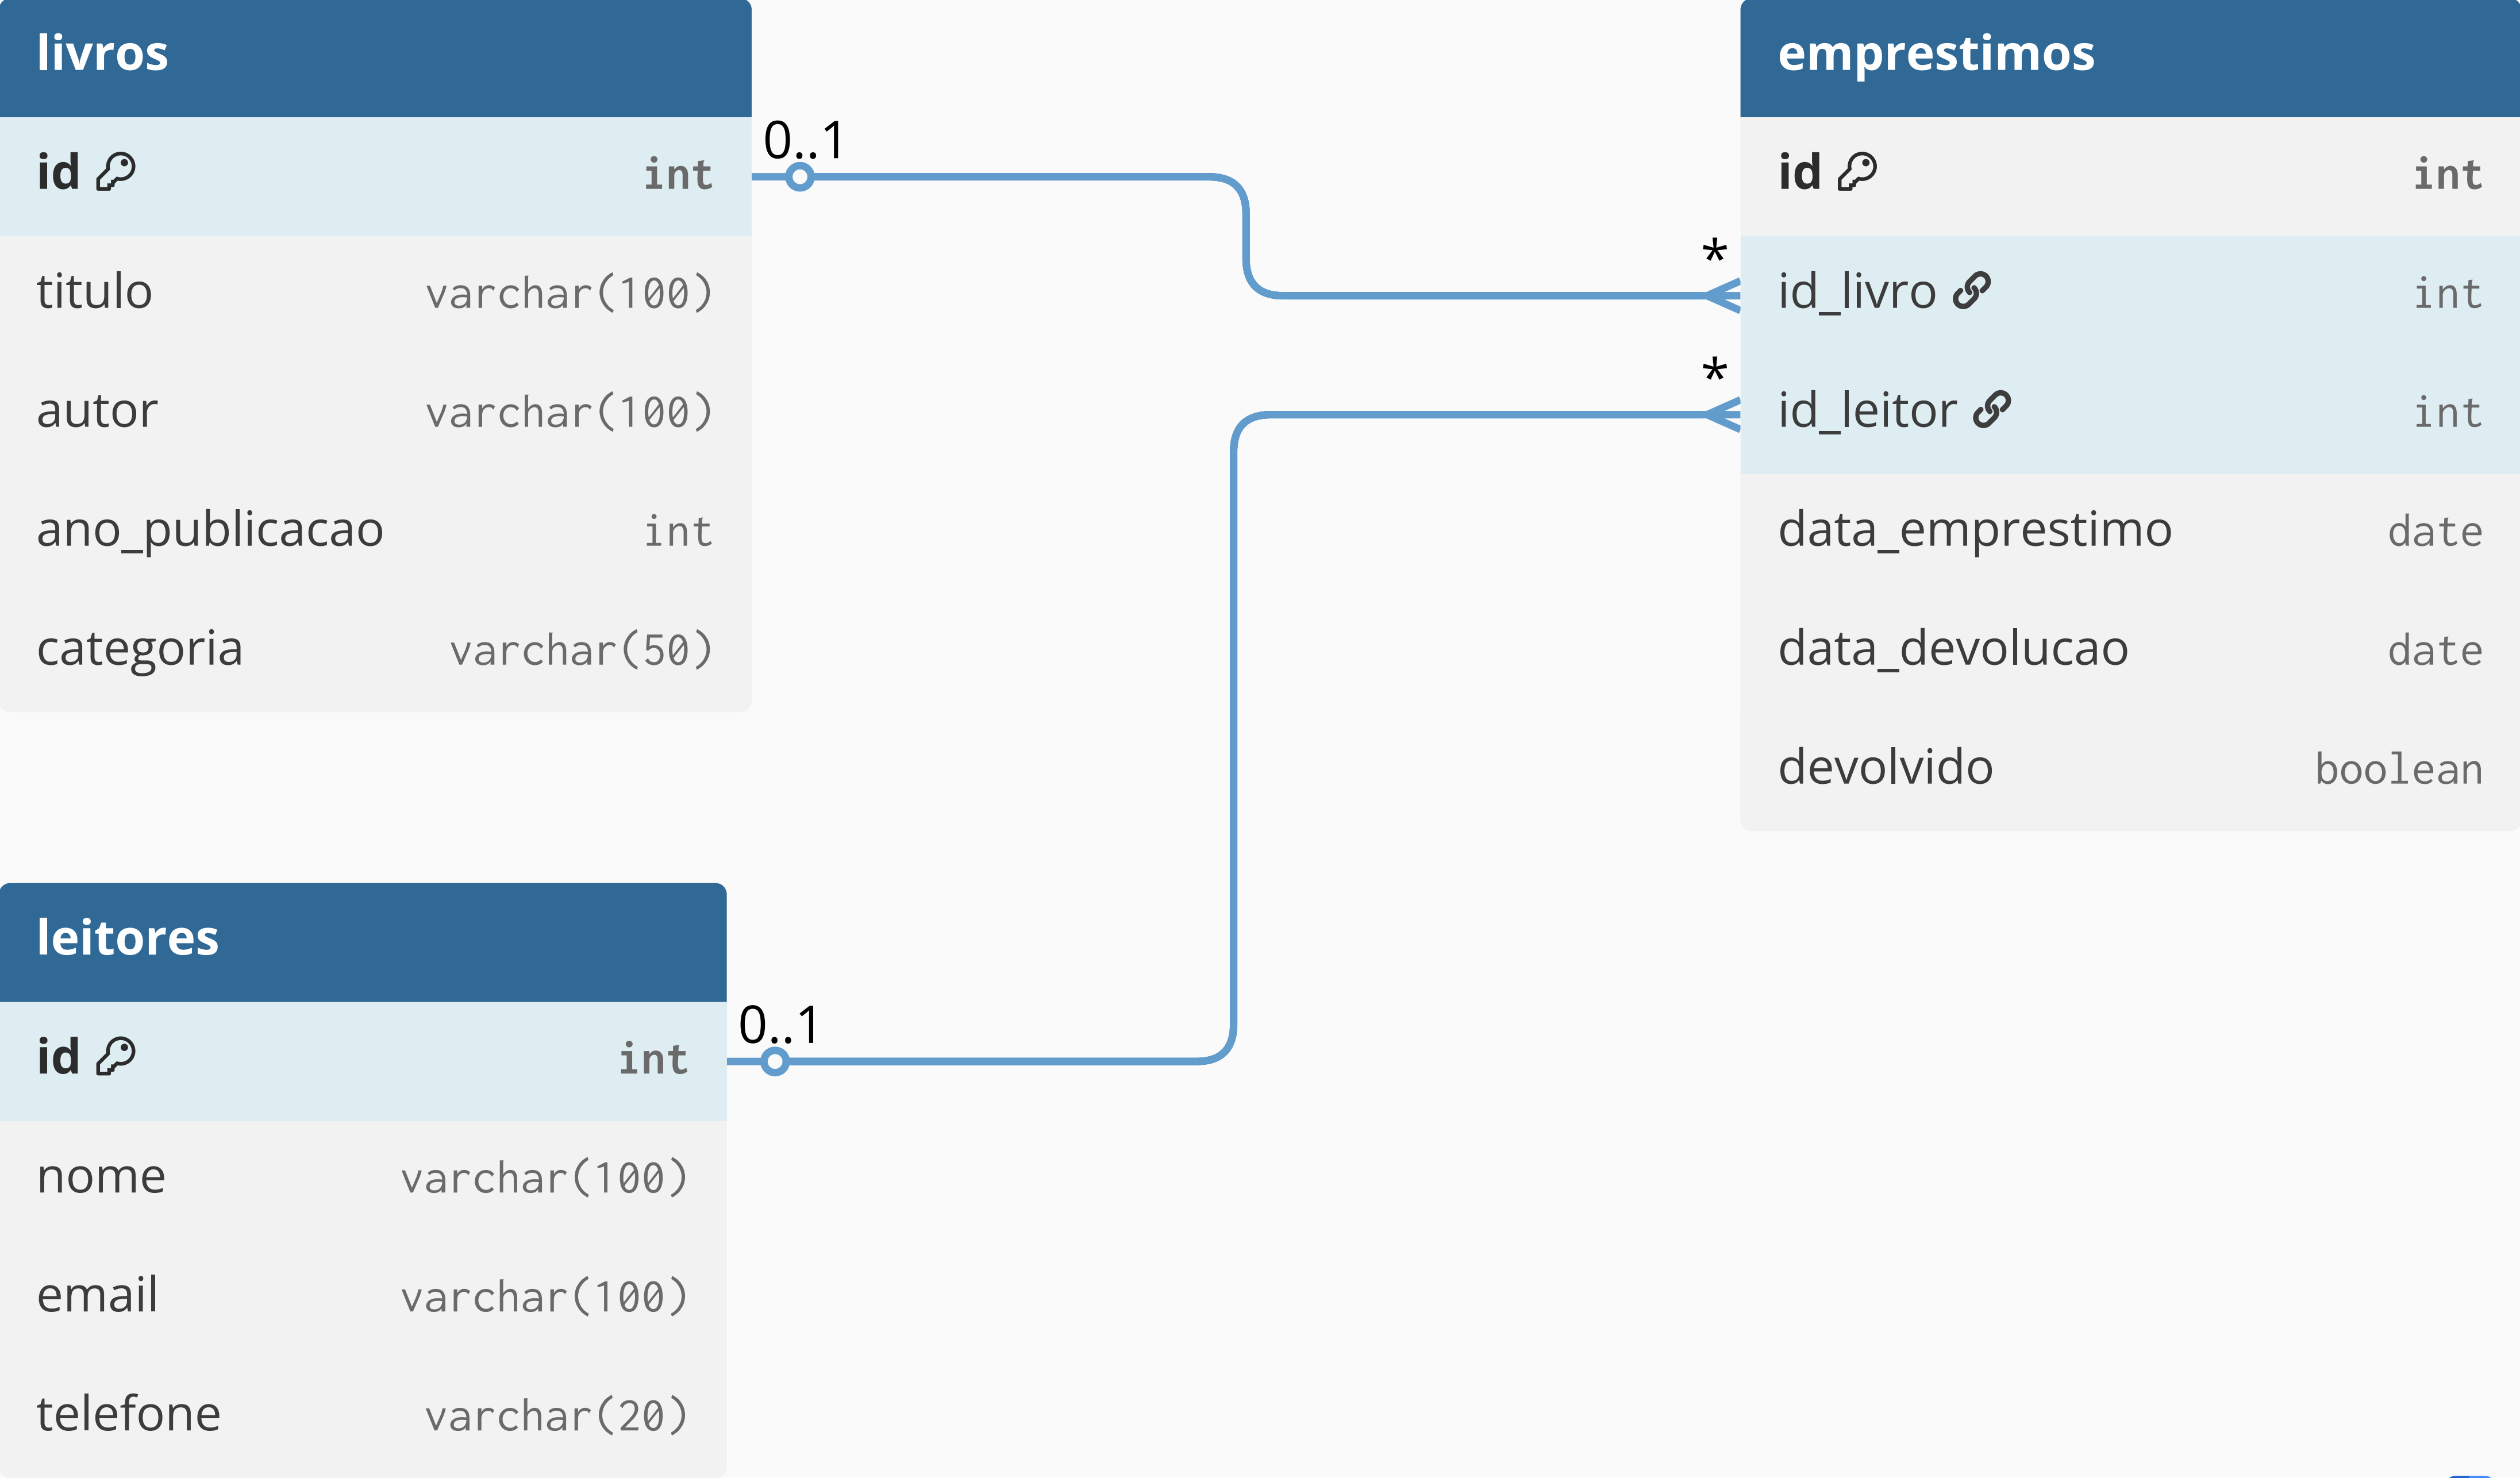 livros
id int
titulo varchar(100)
autor varchar(100)
ano_publicacao int
categoria varchar(50)
0..1
*
*
emprestimos
id int
id_livro int
id_leitor int
data_emprestimo date
data_devolucao date
devolvido boolean
leitores
id int
nome varchar(100)
email varchar(100)
telefone varchar(20)
0..1